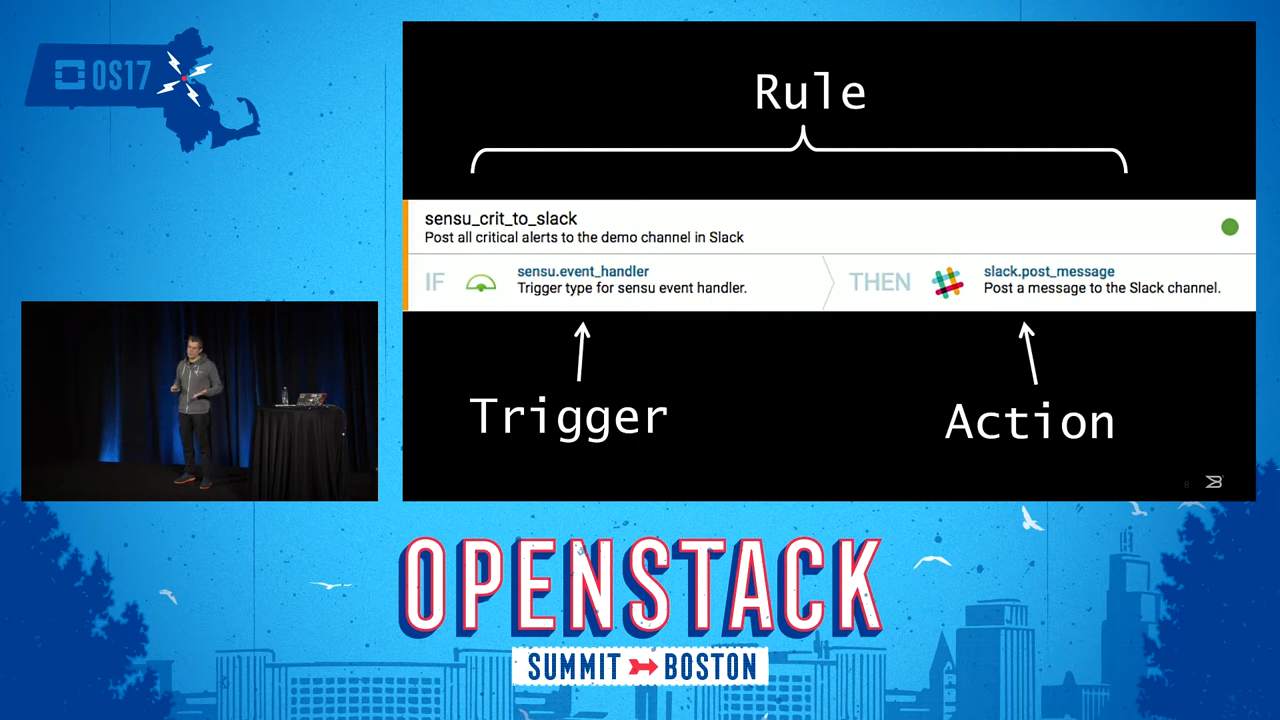 OS17
Rule
sensu_crit_to_slack
Post all critical alerts to the demo channel in Slack
IF
sensu.event_handler
Trigger type for sensu event handler.
THEN
slack.post_message
Post a message to the Slack channel.
Trigger
Action
8
OPENSTACK
SUMMIT BOSTON